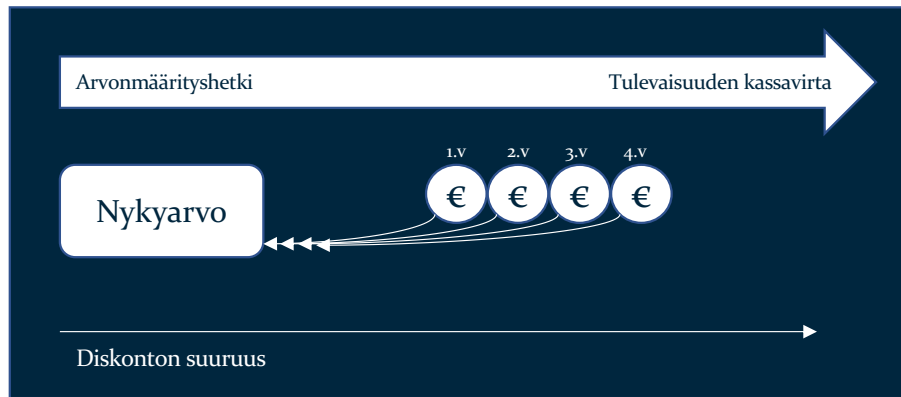 Arvonmäärityshetki
Tulevaisuuden kassavirta
1.v 2.v 3.v 4.v
Nykyarvo
€ € € €
Diskonton suuruus